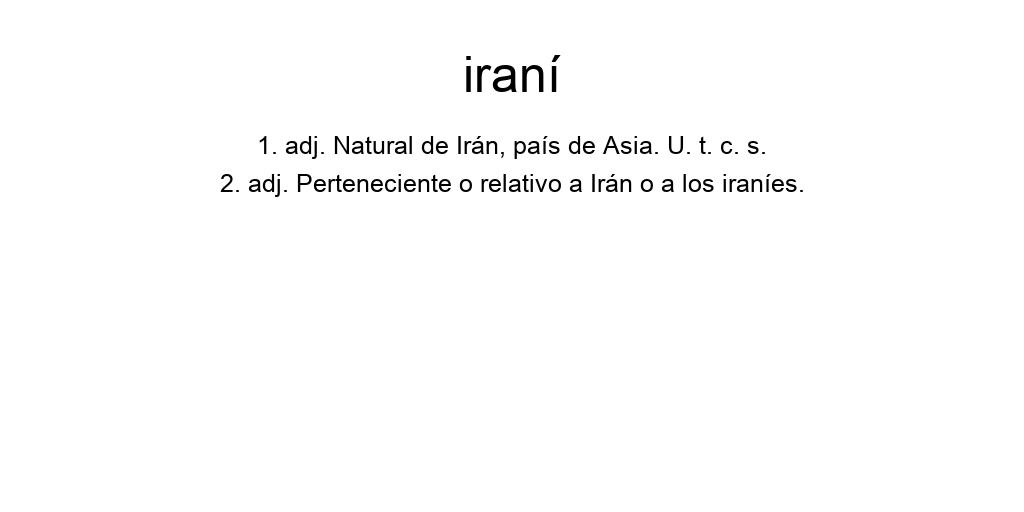 iraní
1. adj. Natural de Irán, país de Asia. U. t. c. s.
2. adj. Perteneciente o relativo a Irán o a los iraníes.